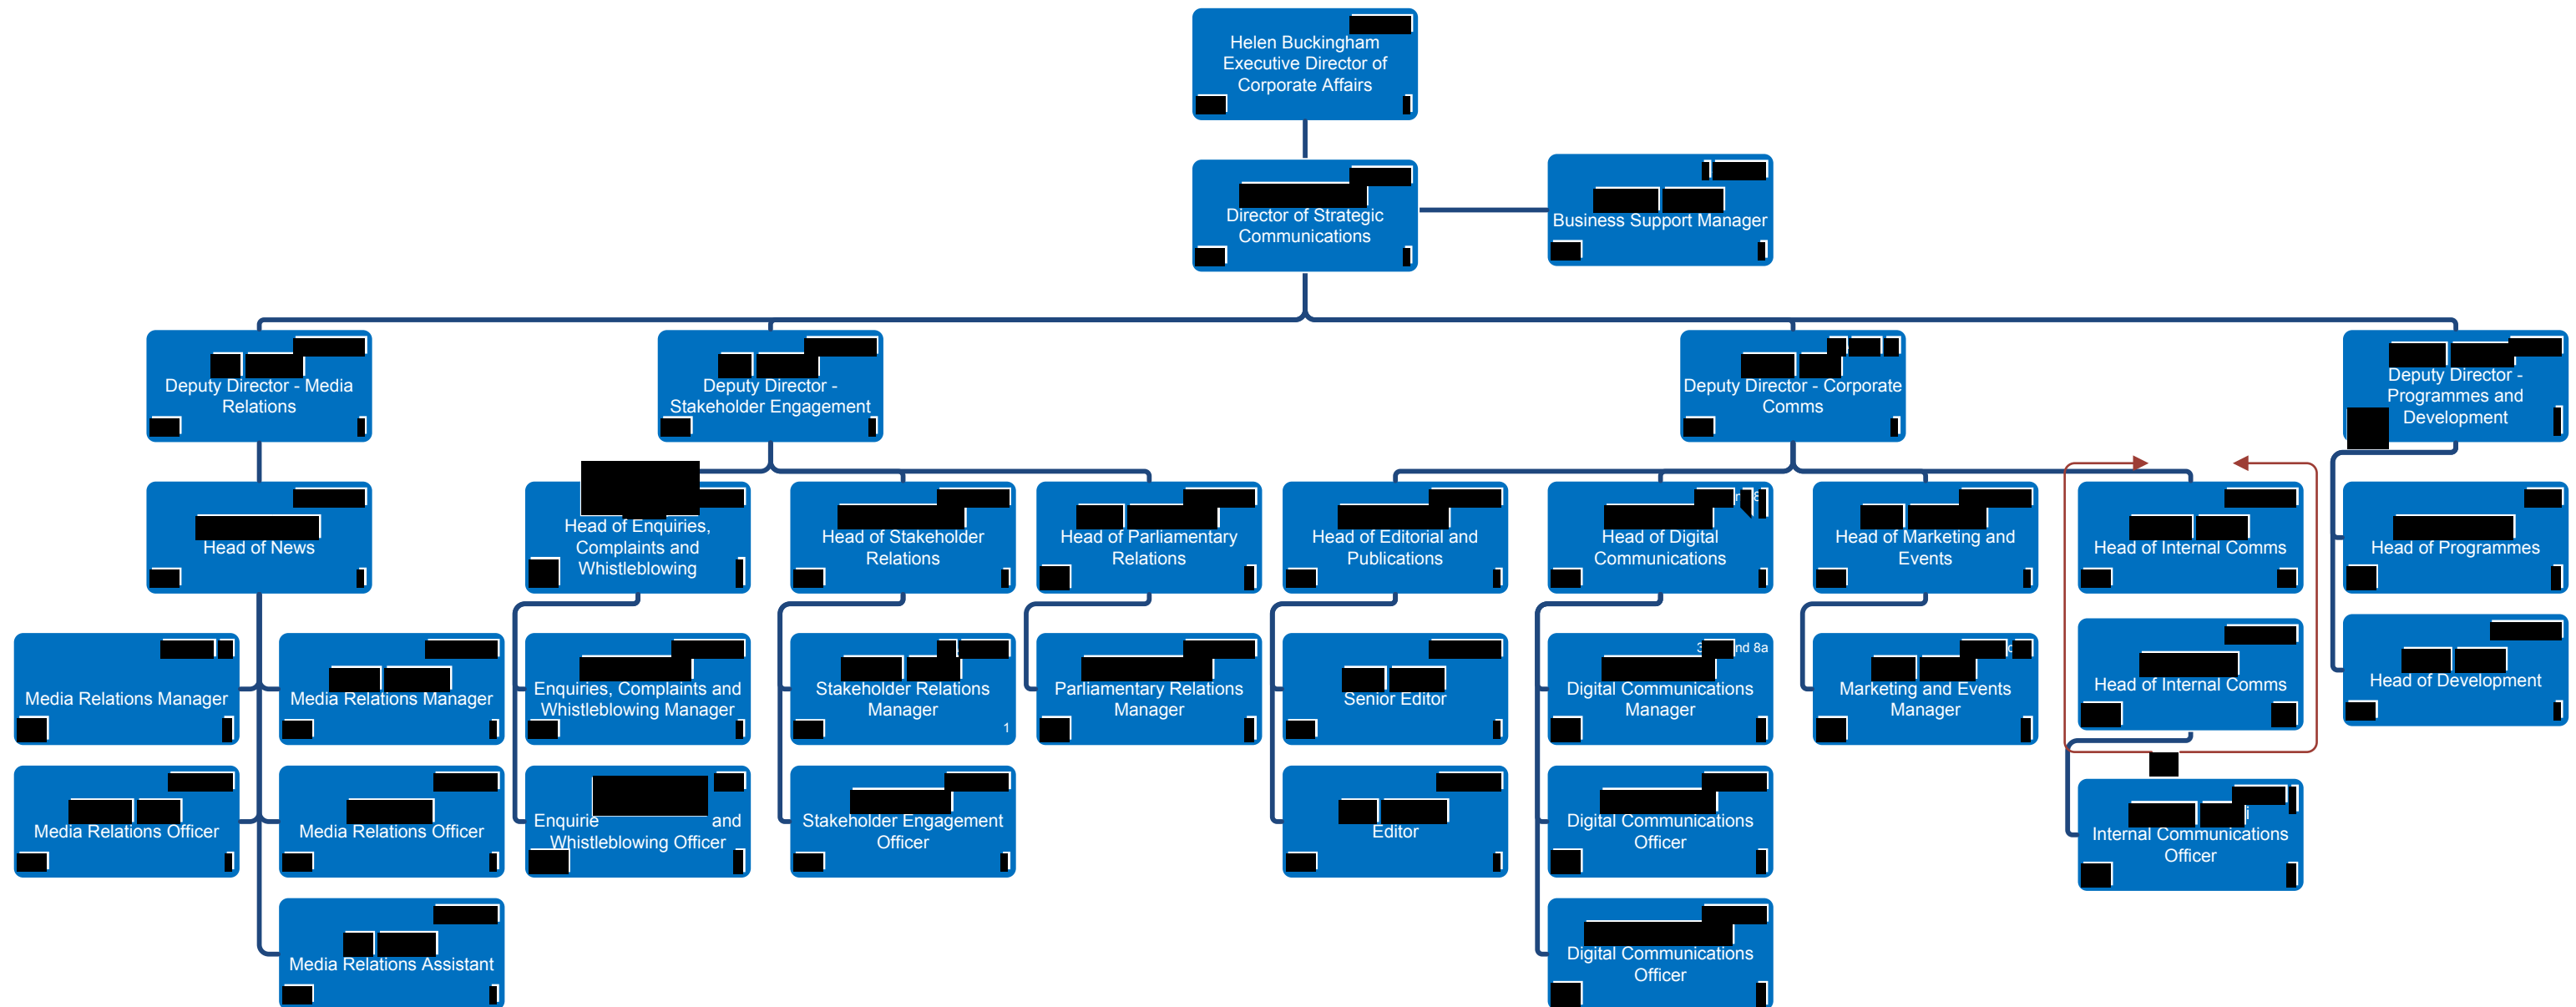 Helen Buckingham
Executive Director of
Corporate Affairs
Director of Strategic
Communications
Business Support Manager
Deputy Director - Media
Relations
Deputy Director -
Stakeholder Engagement
Deputy Director - Corporate
Comms
Deputy Director -
Programmes and
Development
Head of News
Head of Enquiries,
Complaints and
Whistleblowing
Head of Stakeholder
Relations
Head of Parliamentary
Relations
Head of Editorial and
Publications
Head of Digital
Communications
Head of Marketing and
Events
Head of Internal Comms
Head of Programmes
Media Relations Manager
Media Relations Manager
Enquiries, Complaints and
Whistleblowing Manager
Stakeholder Relations
Manager
1
Parliamentary Relations
Manager
Senior Editor
nd 8a
Digital Communications
Manager
Marketing and Events
Manager
Head of Internal Comms
Head of Development
Media Relations Officer
Media Relations Officer
Enquirie and
Whistleblowing Officer
Stakeholder Engagement
Officer
Editor
Digital Communications
Officer
Internal Communications
Officer
Media Relations Assistant
Digital Communications
Officer